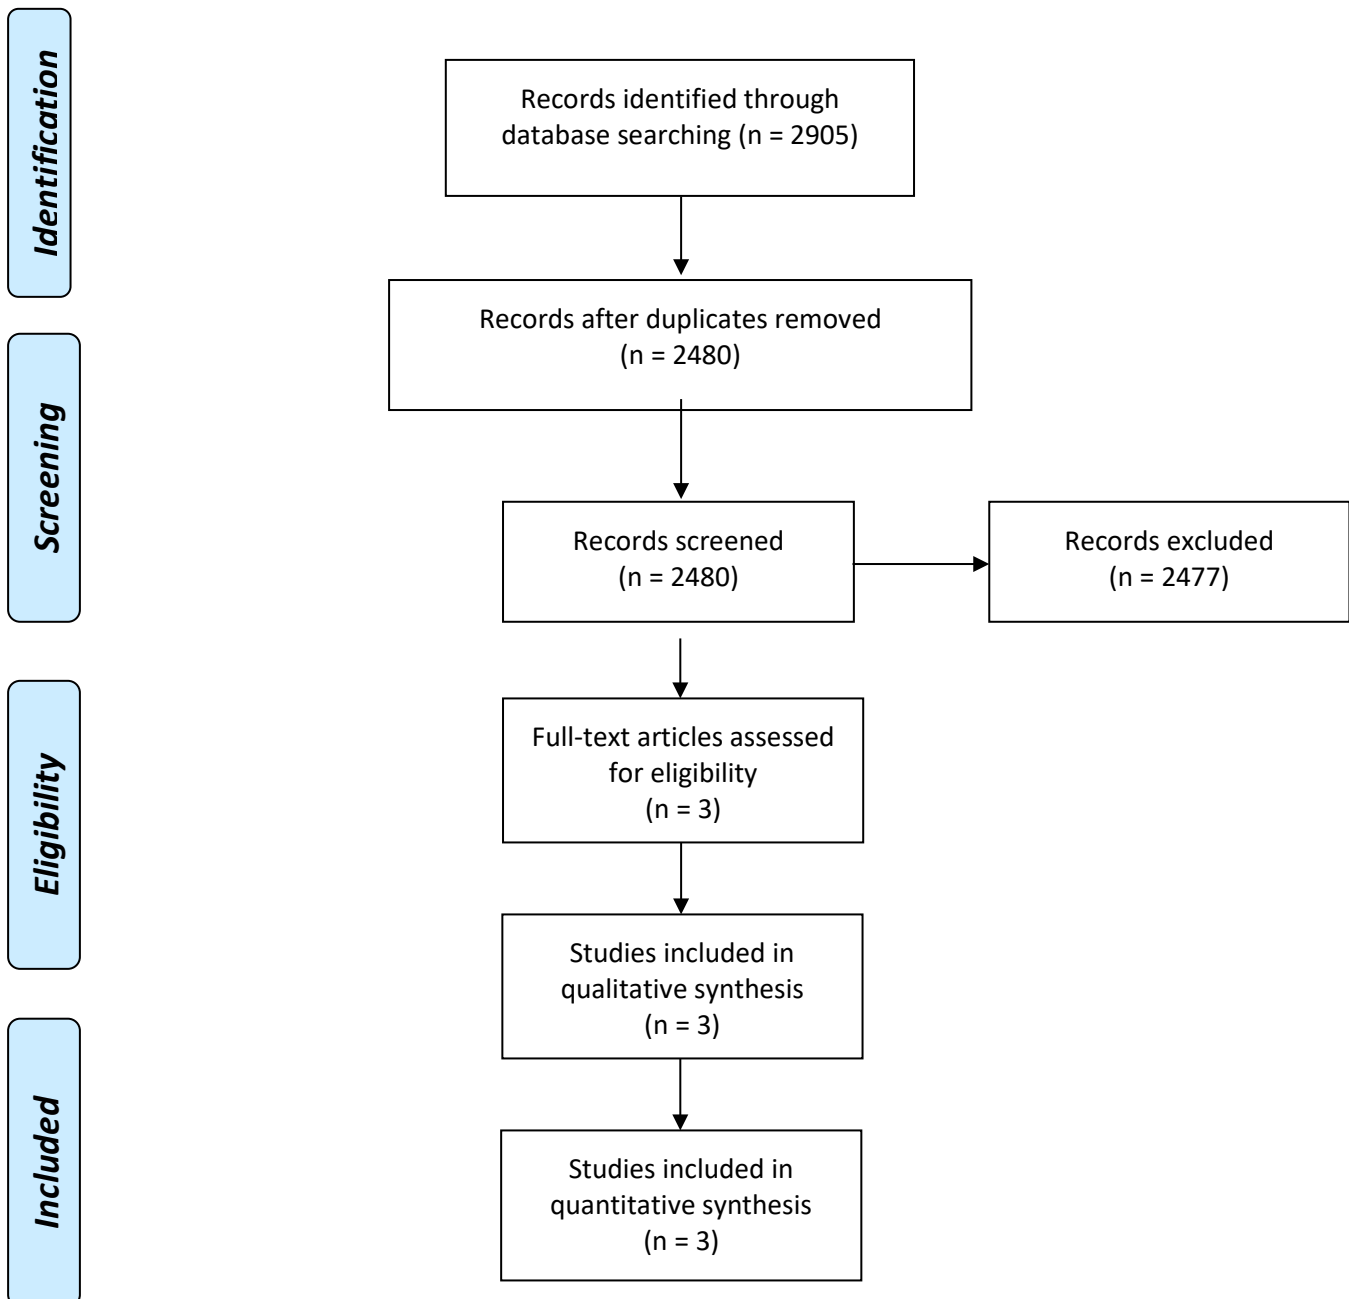 Identification
Records identified through
database searching (n = 2905)
Records after duplicates removed
(n = 2480)
Screening
Records screened
(n = 2480)
Records excluded
(n = 2477)
Eligibility
Full-text articles assessed
for eligibility
(n = 3)
Studies included in
qualitative synthesis
(n = 3)
Included
Studies included in
quantitative synthesis
(n = 3)